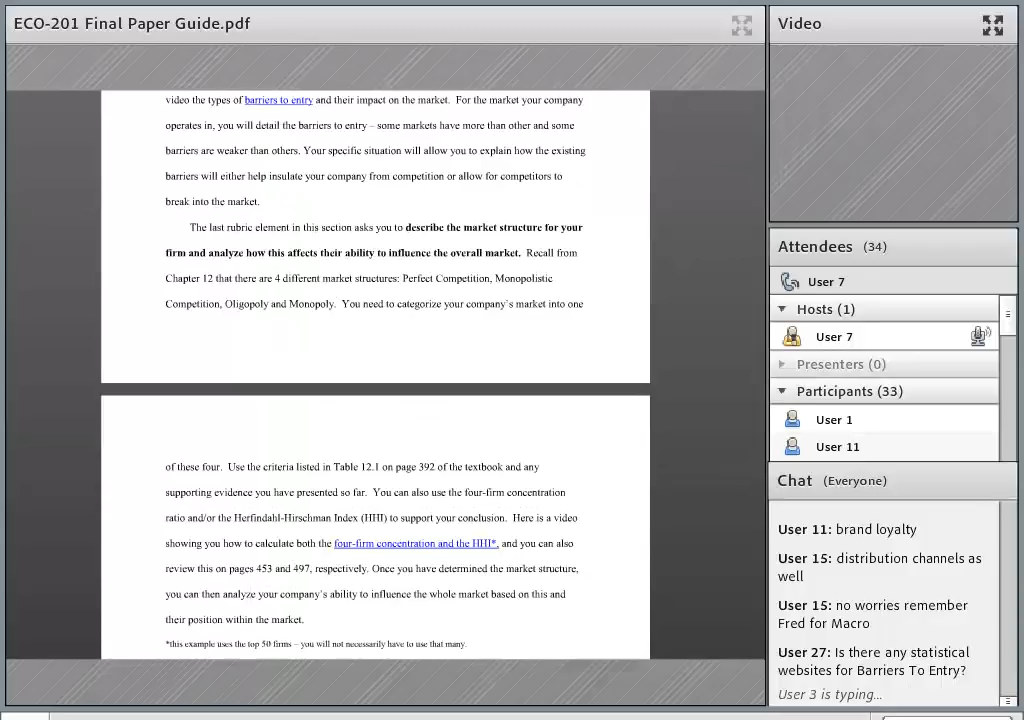 ECO-201 Final Paper Guide.pdf
video the types of barriers to entry and their impact on the market. For the market your company
operates in, you will detail the barriers to entry – some markets have more than other and some
barriers are weaker than others. Your specific situation will allow you to explain how the existing
barriers will either help insulate your company from competition or allow for competitors to
break into the market.
The last rubric element in this section asks you to describe the market structure for your
firm and analyze how this affects their ability to influence the overall market. Recall from
Chapter 12 that there are 4 different market structures: Perfect Competition, Monopolistic
Competition, Oligopoly and Monopoly. You need to categorize your company's market into one
of these four. Use the criteria listed in Table 12.1 on page 392 of the textbook and any
supporting evidence you have presented so far. You can also use the four-firm concentration
ratio and/or the Herfindahl-Hirschman Index (HHI) to support your conclusion. Here is a video
showing you how to calculate both the four-firm concentration and the HHI*, and you can also
review this on pages 453 and 497, respectively. Once you have determined the market structure,
you can then analyze your company's ability to influence the whole market based on this and
their position within the market.
*this example uses the top 50 firms – you will not necessarily have to use that many.
Video
Attendees (34)
User 7
Hosts (1)
User 7
Presenters (0)
Participants (33)
User 1
User 11
Chat (Everyone)
User 11: brand loyalty
User 15: distribution channels as
well
User 15: no worries remember
Fred for Macro
User 27: Is there any statistical
websites for Barriers To Entry?
User 3 is typing...